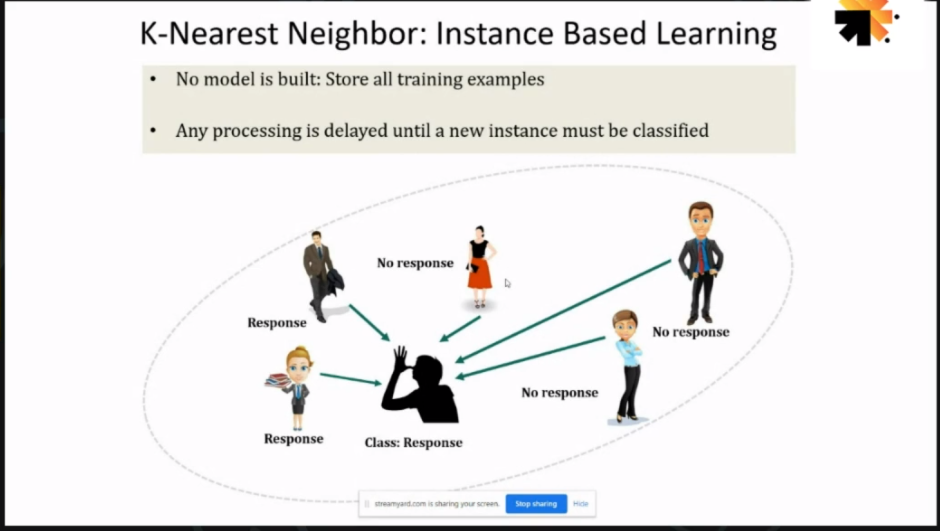 K-Nearest Neighbor: Instance Based Learning
• No model is built: Store all training examples
• Any processing is delayed until a new instance must be classified
No response
Response
No response
No response
Response
Class: Response
streamyard.com is sharing your screen. Stop sharing Hide